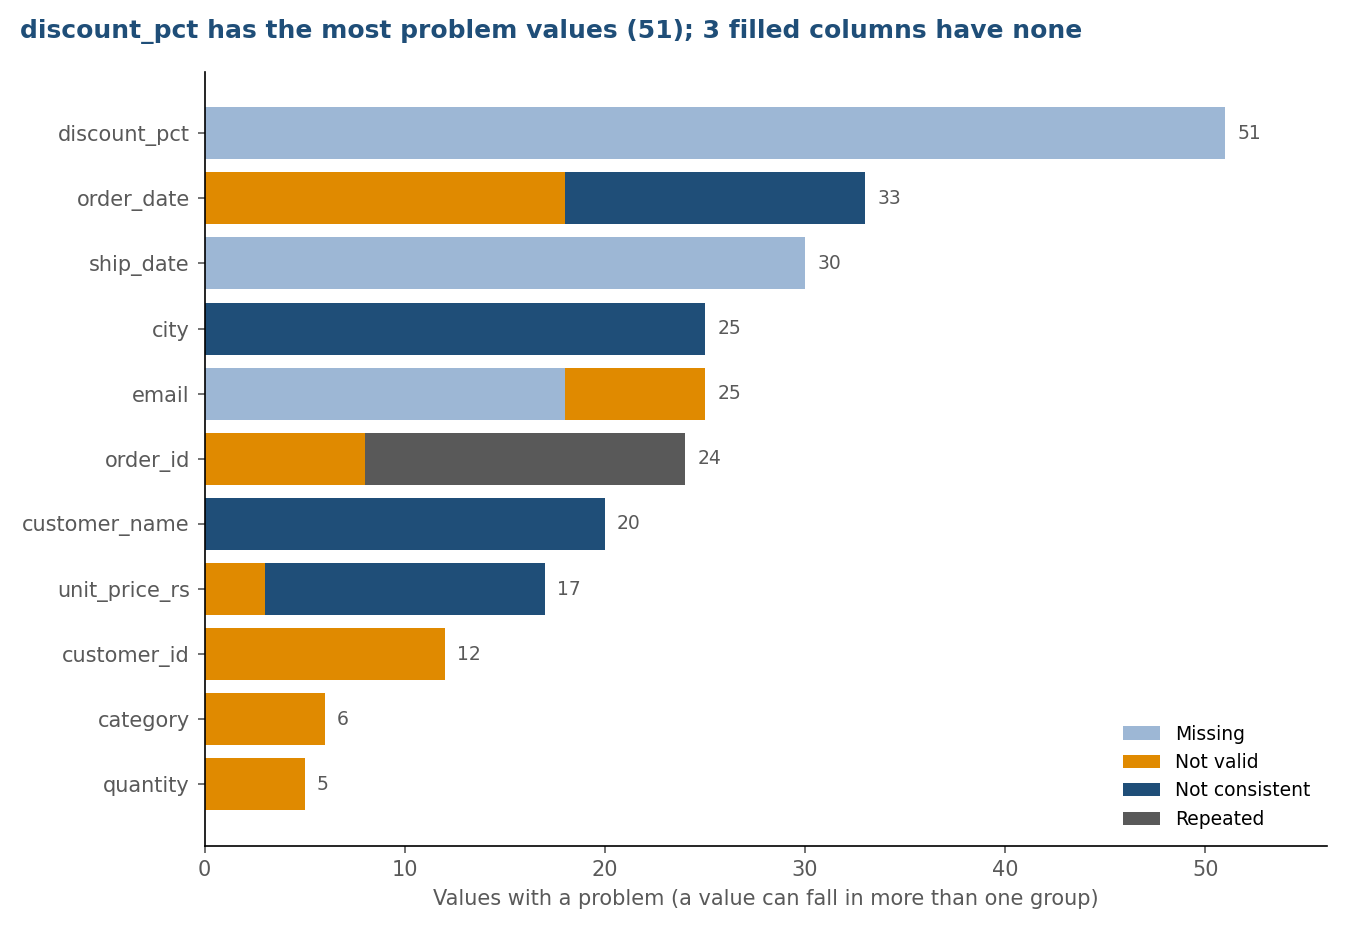 discount_pct has the most problem values (51); 3 filled columns have none
discount_pct 51
order_date 33
ship_date 30
city 25
email 25
order_id 24
customer_name 20
unit_price_rs 17
customer_id 12
category 6
quantity 5
Missing
Not valid
Not consistent
Repeated
0 10 20 30 40 50
Values with a problem (a value can fall in more than one group)